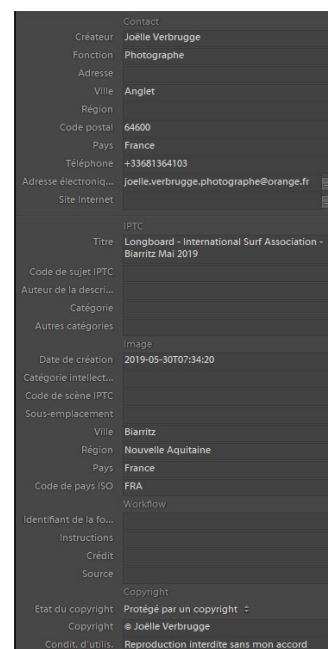 Contact
Créateur Joëlle Verbrugge
Fonction Photographe
Adresse
Ville Anglet
Région
Code postal 64600
Pays France
Téléphone +33681364103
Adresse électroniq... joelle.verbrugge.photographe@orange.fr
Site Internet
IPTC
Titre Longboard - International Surf Association -
Biarritz Mai 2019
Code de sujet IPTC
Auteur de la descri...
Catégorie
Autres catégories
Image
Date de création 2019-05-30T07:34:20
Catégorie intellect...
Code de scène IPTC
Sous-emplacement
Ville Biarritz
Région Nouvelle Aquitaine
Pays France
Code de pays ISO FRA
Workflow
Identifiant de la fo...
Instructions
Crédit
Source
Copyright
Etat du copyright Protégé par un copyright
Copyright © Joëlle Verbrugge
Condit. d'utilis. Reproduction interdite sans mon accord